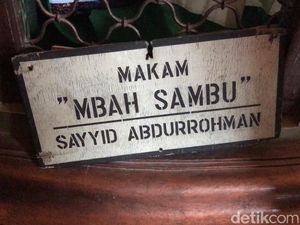 MAKAM
"MBAH SAMBU"
SAYYID ABDURROHMAN
detikcom